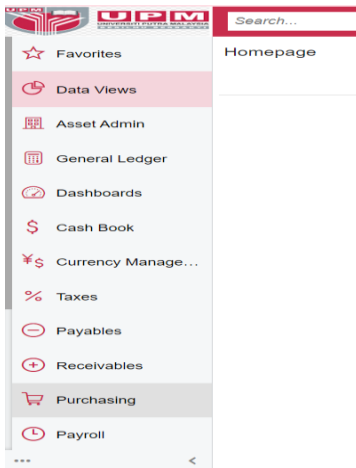 UPM
UNIVERSITI PUTRA MALAYSIA
Search...
Favorites
Homepage
Data Views
Asset Admin
General Ledger
Dashboards
Cash Book
Currency Manage...
Taxes
Payables
Receivables
Purchasing
Payroll